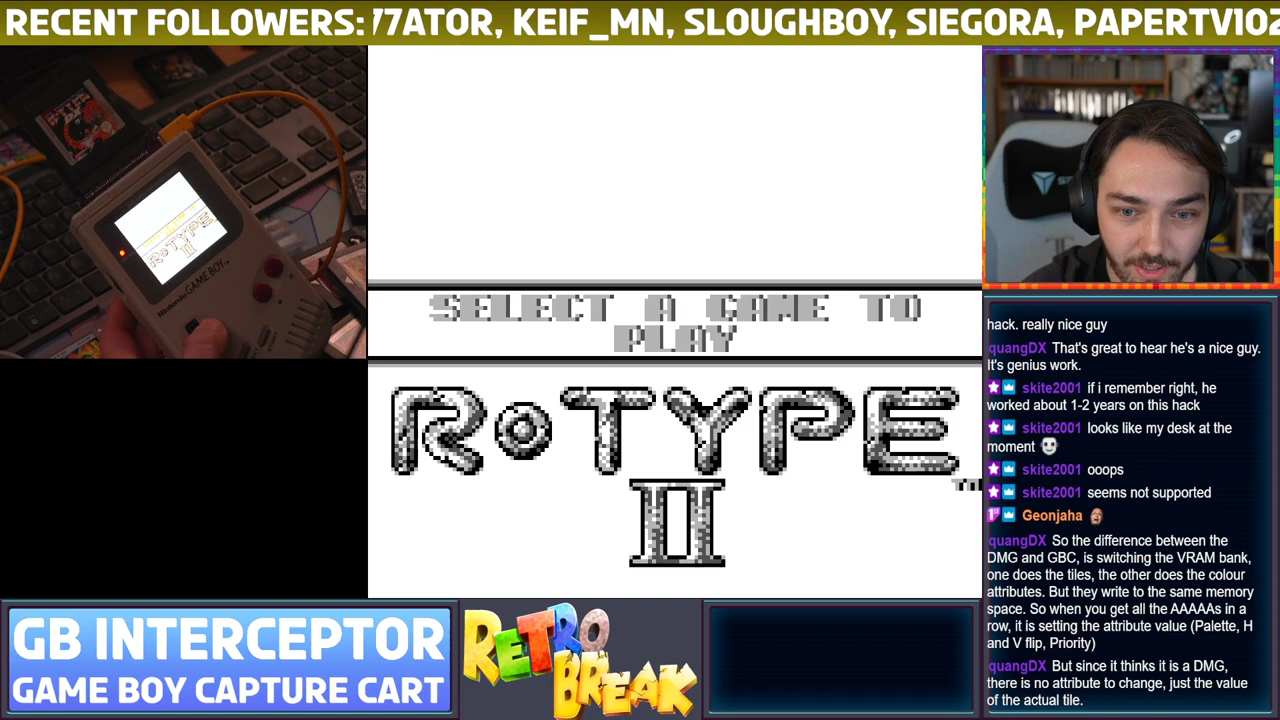 RECENT FOLLOWERS: 77ATOR, KEIF_MN, SLOUGHBOY, SIEGORA, PAPERTV102
R•TYPE
II
Nintendo GAME BOY™
SELECT A GAME TO
PLAY
R•TYPE
II
TM
hack. really nice guy
quangDX That's great to hear he's a nice guy.
It's genius work.
skite2001 if i remember right, he
worked about 1-2 years on this hack
skite2001 looks like my desk at the
moment
skite2001 ooops
skite2001 seems not supported
Geonjaha
quangDX So the difference between the
DMG and GBC, is switching the VRAM bank,
one does the tiles, the other does the colour
attributes. But they write to the same memory
space. So when you get all the AAAAAs in a
row, it is setting the attribute value (Palette, H
and V flip, Priority)
quangDX But since it thinks it is a DMG,
there is no attribute to change, just the value
of the actual tile.
GB INTERCEPTOR
GAME BOY CAPTURE CART
RETRO
BREAK